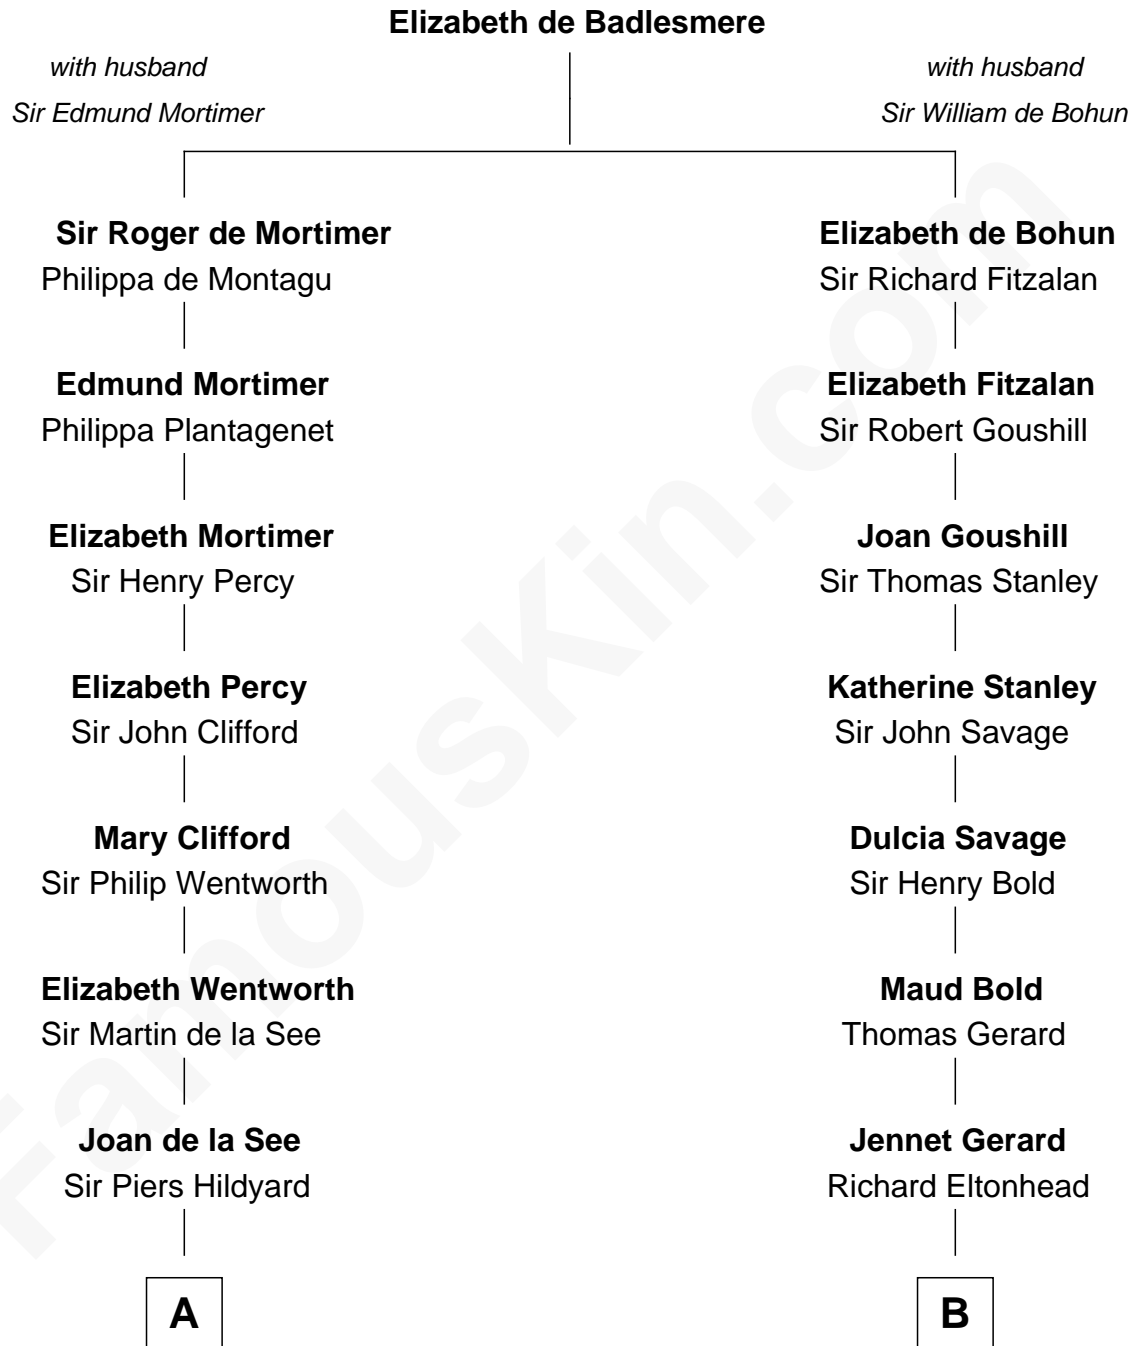 Elizabeth de Badlesmere
with husband
Sir Edmund Mortimer
with husband
Sir William de Bohun
Sir Roger de Mortimer
Philippa de Montagu
Elizabeth de Bohun
Sir Richard Fitzalan
Edmund Mortimer
Philippa Plantagenet
Elizabeth Fitzalan
Sir Robert Goushill
Elizabeth Mortimer
Sir Henry Percy
Joan Goushill
Sir Thomas Stanley
Elizabeth Percy
Sir John Clifford
Katherine Stanley
Sir John Savage
Mary Clifford
Sir Philip Wentworth
Dulcia Savage
Sir Henry Bold
Elizabeth Wentworth
Sir Martin de la See
Maud Bold
Thomas Gerard
Joan de la See
Sir Piers Hildyard
Jennet Gerard
Richard Eltonhead
A
B
FamousKin.com